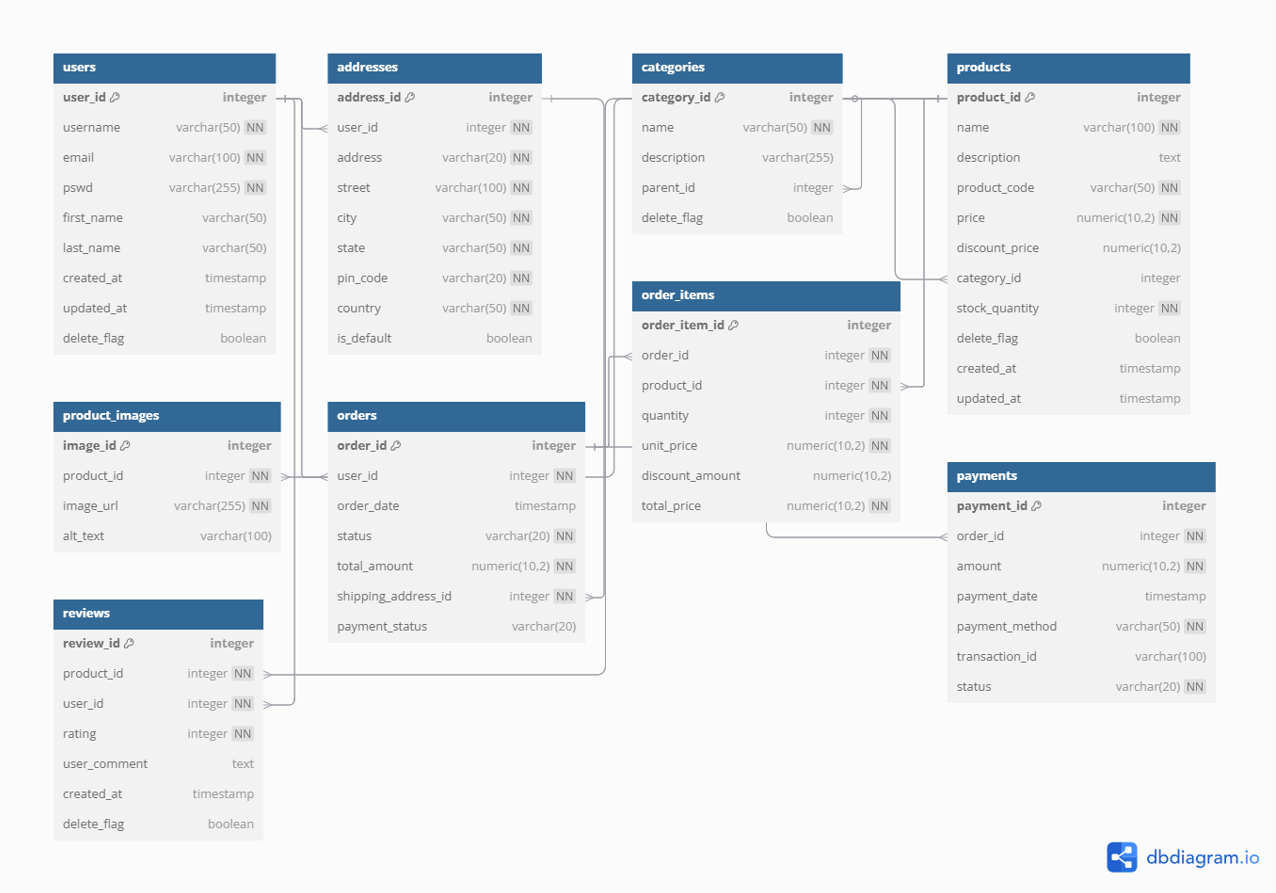 users
user_id integer
username varchar(50) NN
email varchar(100) NN
pswd varchar(255) NN
first_name varchar(50)
last_name varchar(50)
created_at timestamp
updated_at timestamp
delete_flag boolean
addresses
address_id integer
user_id integer NN
address varchar(20) NN
street varchar(100) NN
city varchar(50) NN
state varchar(50) NN
pin_code varchar(20) NN
country varchar(50) NN
is_default boolean
categories
category_id integer
name varchar(50) NN
description varchar(255)
parent_id integer
delete_flag boolean
products
product_id integer
name varchar(100) NN
description text
product_code varchar(50) NN
price numeric(10,2) NN
discount_price numeric(10,2)
category_id integer
stock_quantity integer NN
delete_flag boolean
created_at timestamp
updated_at timestamp
order_items
order_item_id integer
order_id integer NN
product_id integer NN
quantity integer NN
unit_price numeric(10,2) NN
discount_amount numeric(10,2)
total_price numeric(10,2) NN
product_images
image_id integer
product_id integer NN
image_url varchar(255) NN
alt_text varchar(100)
orders
order_id integer
user_id integer NN
order_date timestamp
status varchar(20) NN
total_amount numeric(10,2) NN
shipping_address_id integer NN
payment_status varchar(20)
payments
payment_id integer
order_id integer NN
amount numeric(10,2) NN
payment_date timestamp
payment_method varchar(50) NN
transaction_id varchar(100)
status varchar(20) NN
reviews
review_id integer
product_id integer NN
user_id integer NN
rating integer NN
user_comment text
created_at timestamp
delete_flag boolean
dbdiagram.io